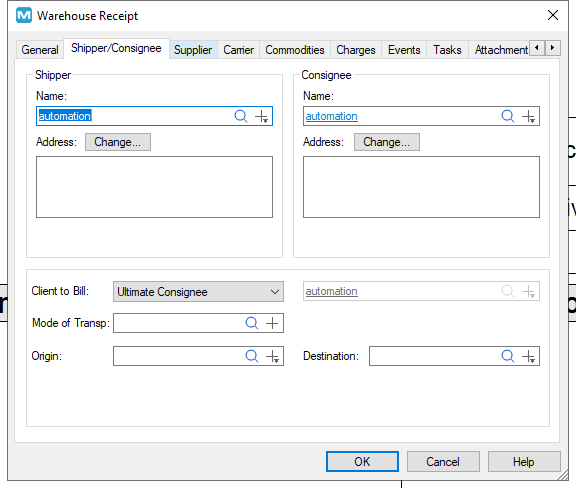 Warehouse Receipt
General Shipper/Consignee Supplier Carrier Commodities Charges Events Tasks Attachment
Shipper
Name:
automation
Address: Change...
Consignee
Name:
automation
Address: Change...
Client to Bill: Ultimate Consignee automation
Mode of Transp:
Origin: Destination:
OK Cancel Help